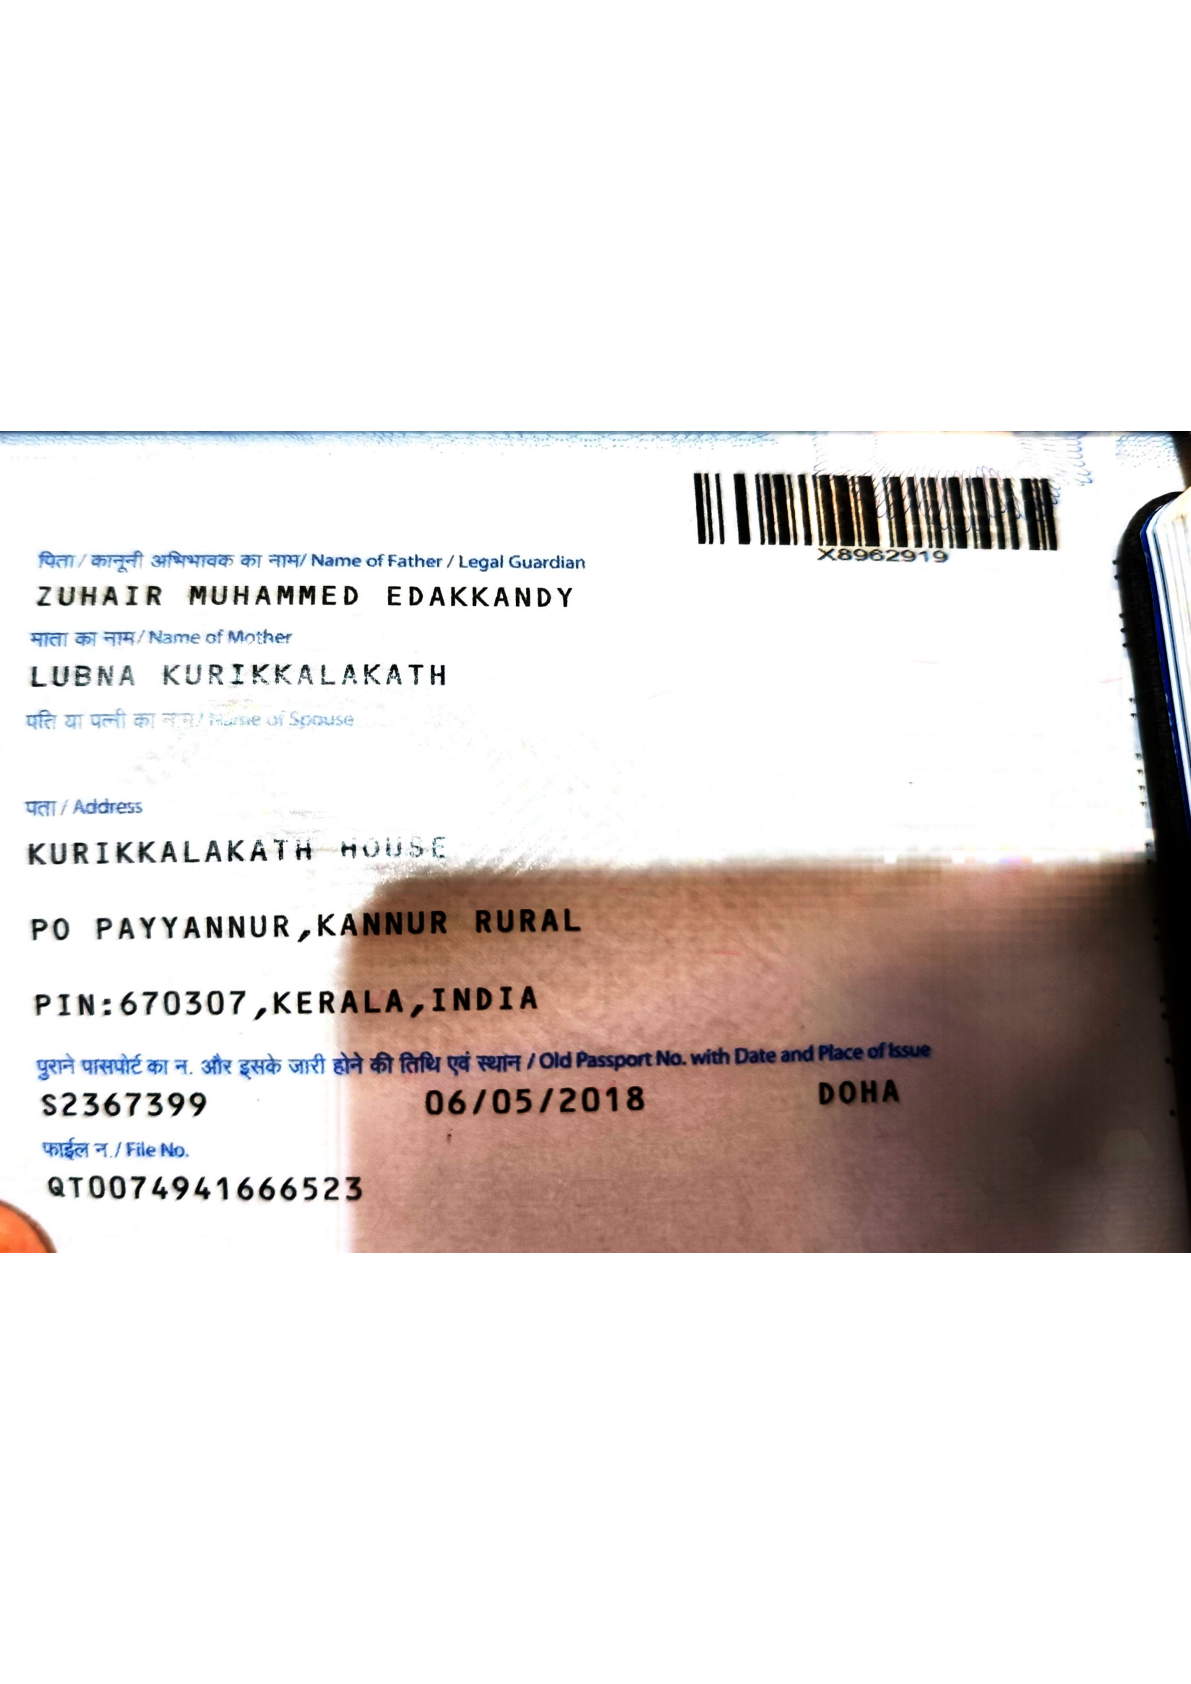 X8962919
पिता / कानूनी अभिभावक का नाम/ Name of Father / Legal Guardian
ZUHAIR MUHAMMED EDAKKANDY
माता का नाम/ Name of Mother
LUBNA KURIKKALAKATH
पति या पत्नी का नाम/ Name of Spouse
पता / Address
KURIKKALAKATH HOUSE
PO PAYYANNUR,KANNUR RURAL
PIN:670307,KERALA,INDIA
पुराने पासपोर्ट का न. और इसके जारी होने की तिथि एवं स्थान / Old Passport No. with Date and Place of Issue
S2367399 06/05/2018 DOHA
फाईल न./ File No.
QT0074941666523